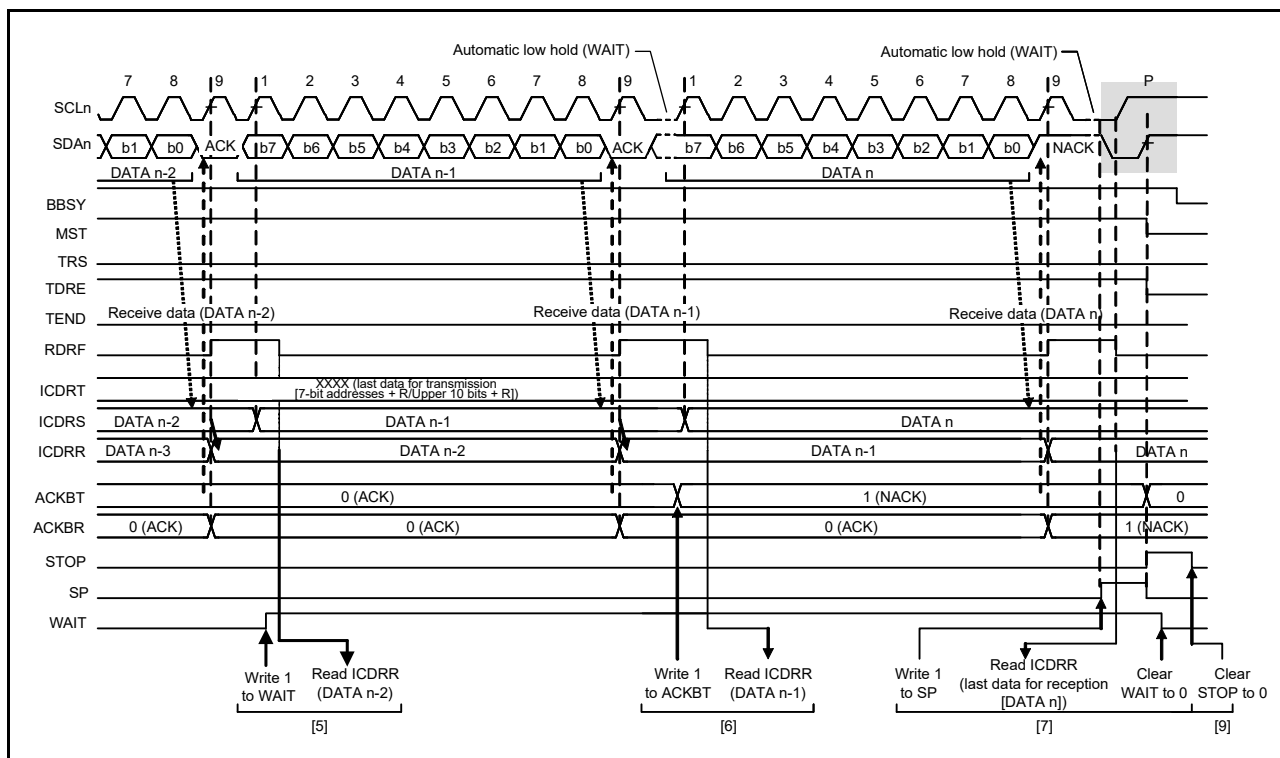 Automatic low hold (WAIT)
Automatic low hold (WAIT)
7 8 9 1 2 3 4 5 6 7 8 9 1 2 3 4 5 6 7 8 9 P
SCLn
SDAn b1 b0 ACK b7 b6 b5 b4 b3 b2 b1 b0 ACK b7 b6 b5 b4 b3 b2 b1 b0 NACK
DATA n-2 DATA n-1 DATA n
BBSY
MST
TRS
TDRE
Receive data (DATA n-2) Receive data (DATA n-1) Receive data (DATA n)
TEND
RDRF
XXXX (last data for transmission
ICDRT
[7-bit addresses + R/Upper 10 bits + R])
ICDRS DATA n-2 DATA n-1 DATA n
ICDRR DATA n-3 DATA n-2 DATA n-1 DATA n
ACKBT 0 (ACK) 1 (NACK) 0
ACKBR 0 (ACK) 0 (ACK) 0 (ACK) 1 (NACK)
STOP
SP
WAIT
Write 1
to WAIT
Read ICDRR
(DATA n-2)
[5]
Write 1
to ACKBT
Read ICDRR
(DATA n-1)
[6]
Write 1
to SP
Read ICDRR
(last data for reception
[DATA n])
Clear
WAIT to 0
[7]
Clear
STOP to 0
[9]